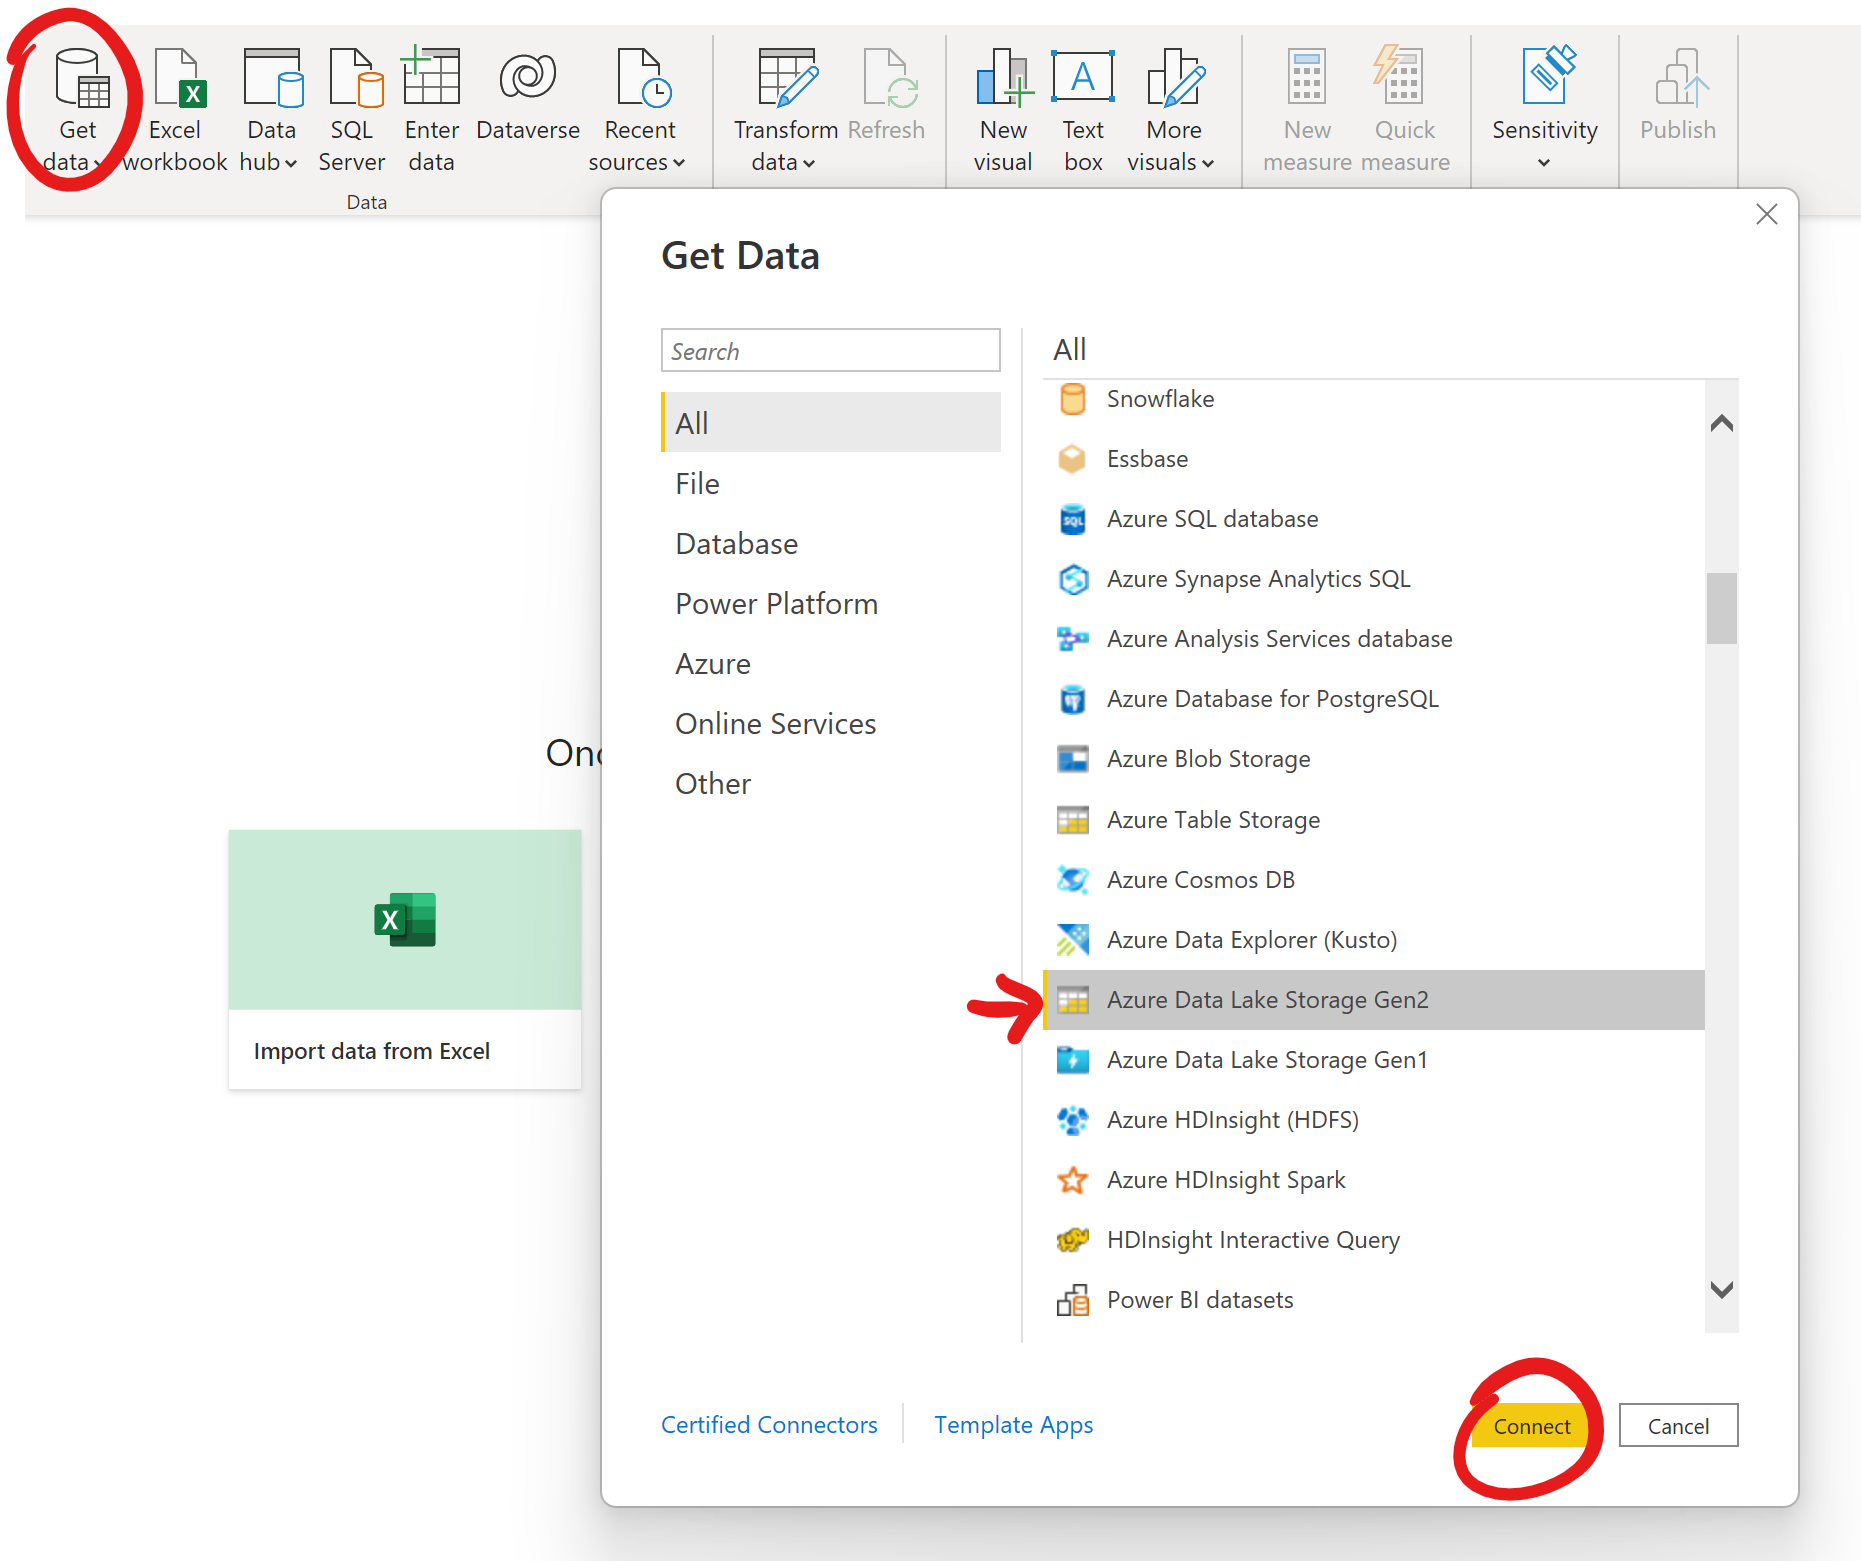 Get
data
Excel
workbook
Data
hub
SQL
Server
Enter
data
Dataverse
Recent
sources
Transform
data
Refresh
New
visual
Text
box
More
visuals
New
measure
Quick
measure
Sensitivity
Publish
Data
Get Data
Search
All
File
Database
Power Platform
Azure
Online Services
Other
All
Snowflake
Essbase
Azure SQL database
Azure Synapse Analytics SQL
Azure Analysis Services database
Azure Database for PostgreSQL
Azure Blob Storage
Azure Table Storage
Azure Cosmos DB
Azure Data Explorer (Kusto)
Azure Data Lake Storage Gen2
Azure Data Lake Storage Gen1
Azure HDInsight (HDFS)
Azure HDInsight Spark
HDInsight Interactive Query
Power BI datasets
Import data from Excel
Certified Connectors
Template Apps
Connect
Cancel